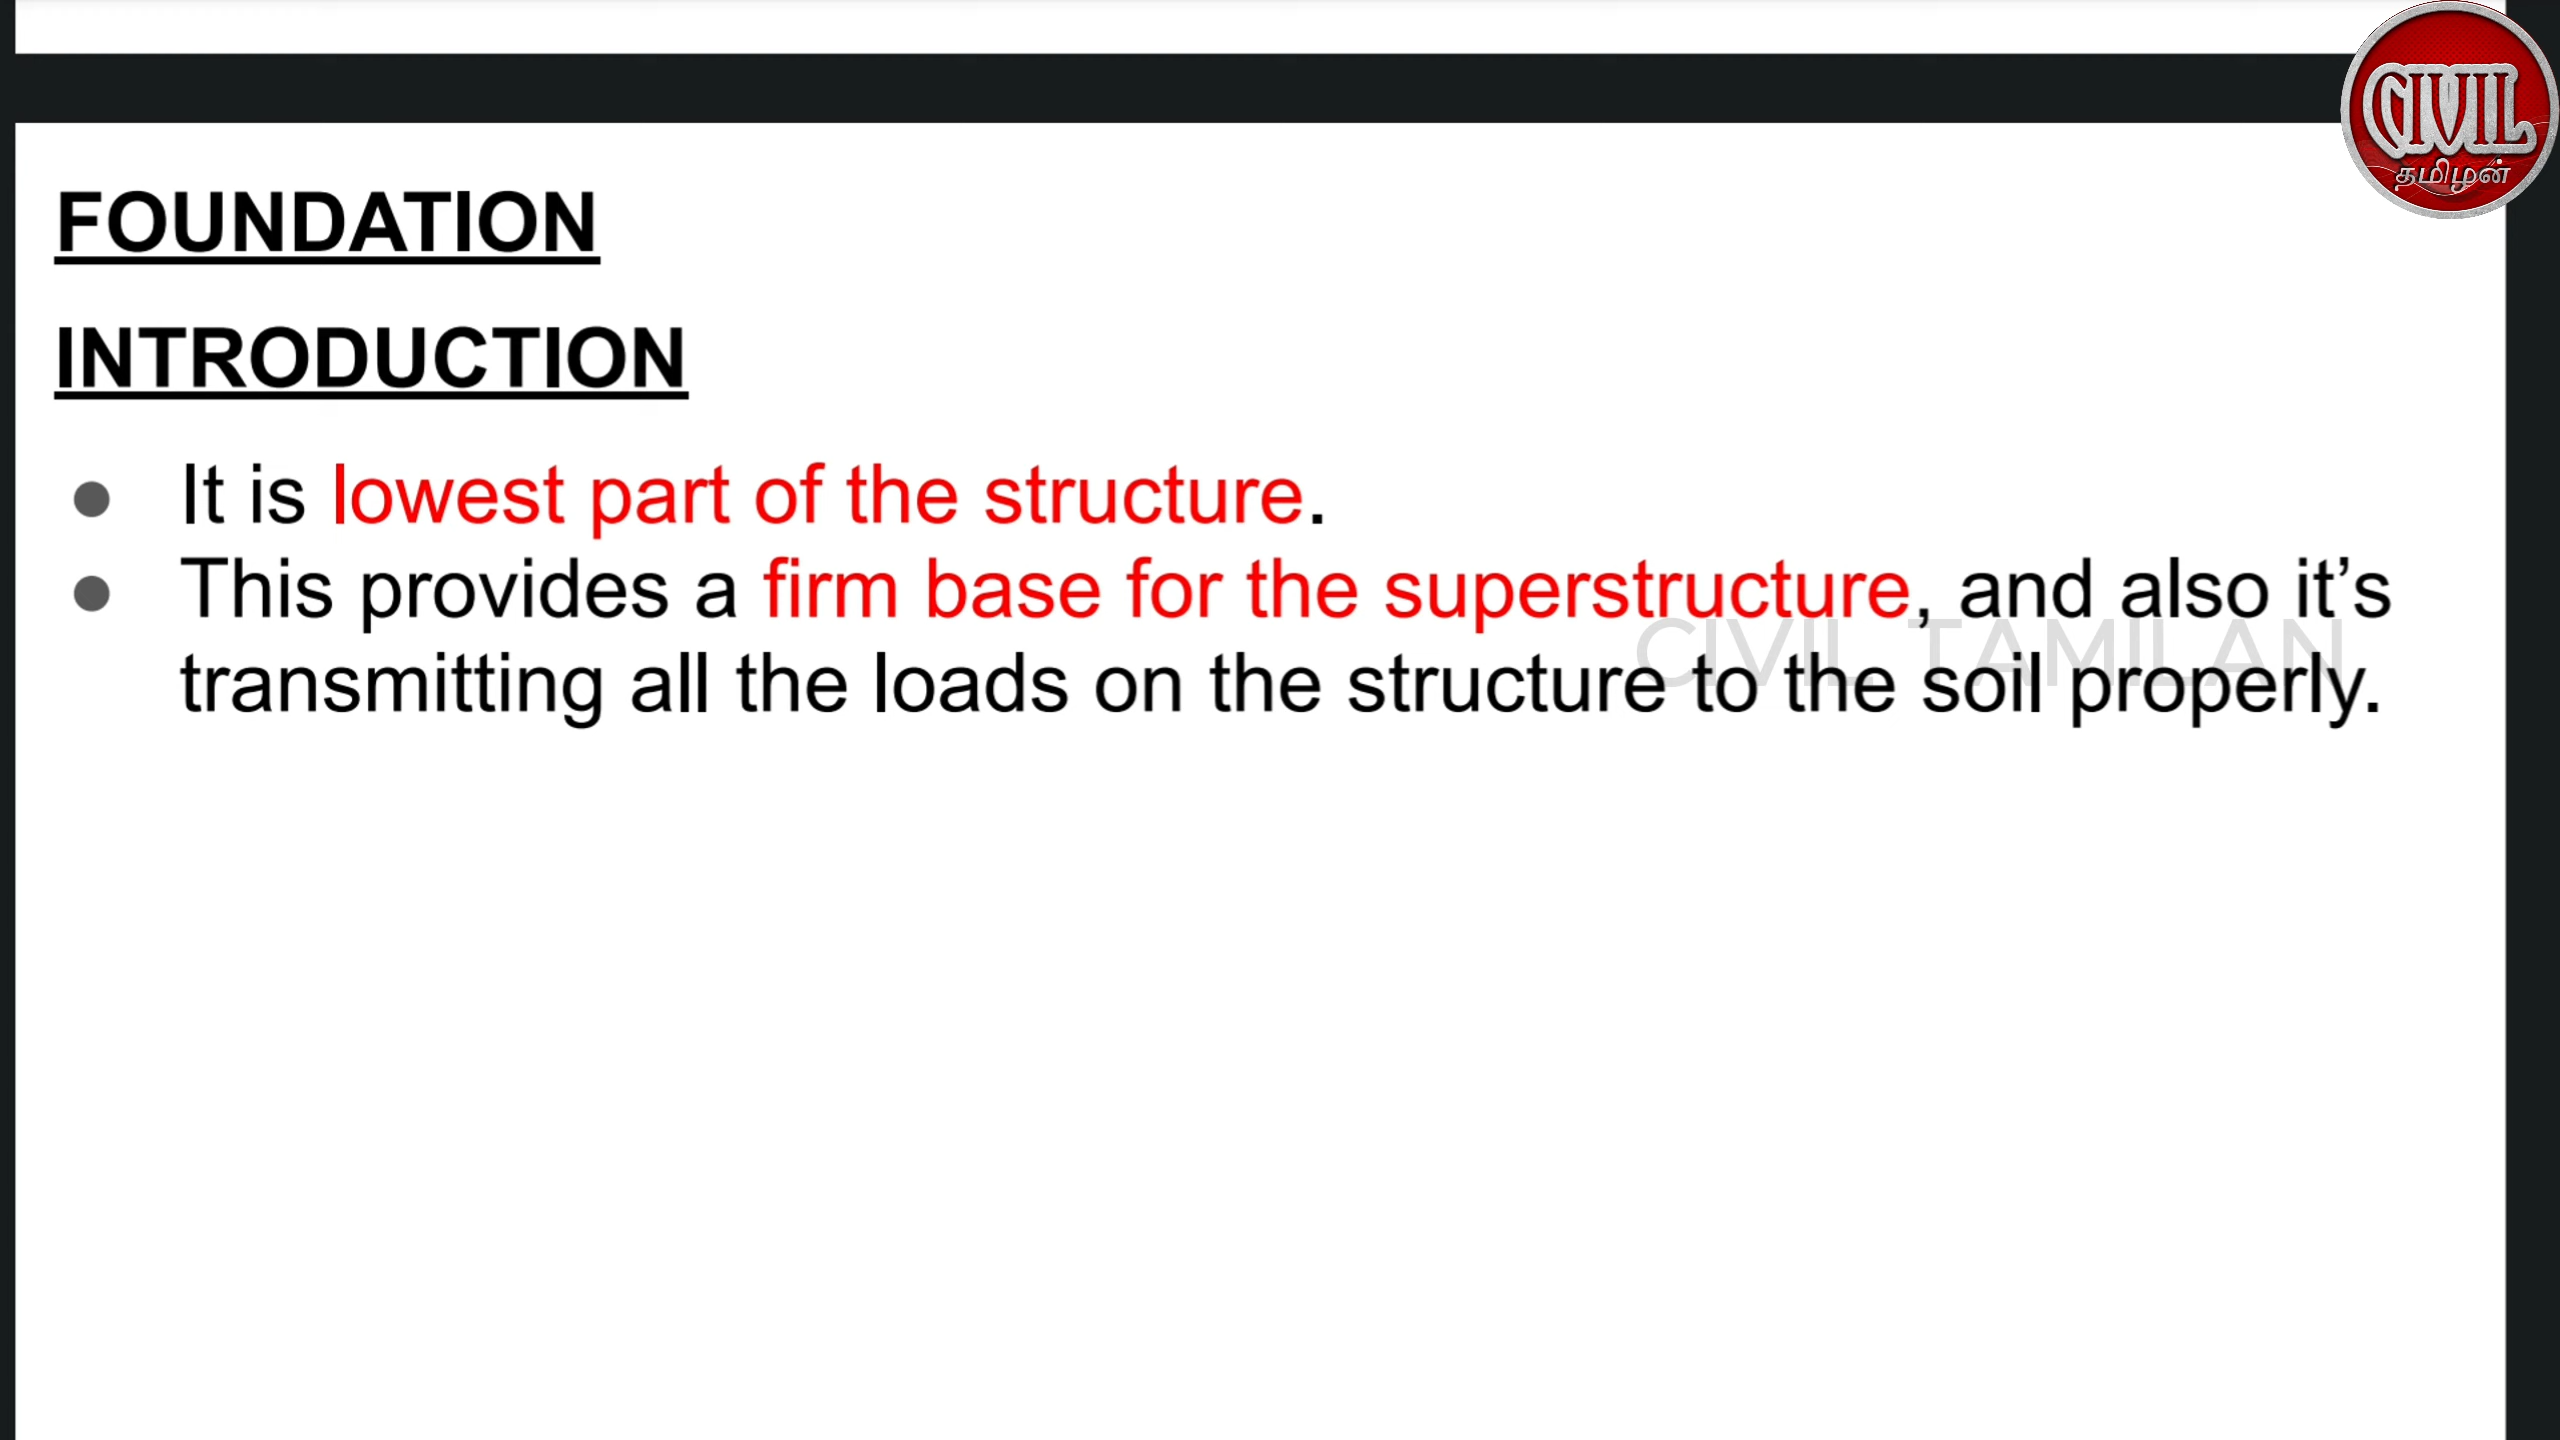 CIVIL
தமிழன்
FOUNDATION
INTRODUCTION
● It is lowest part of the structure.
● This provides a firm base for the superstructure, and also it’s
transmitting all the loads on the structure to the soil properly.
CIVIL TAMILAN